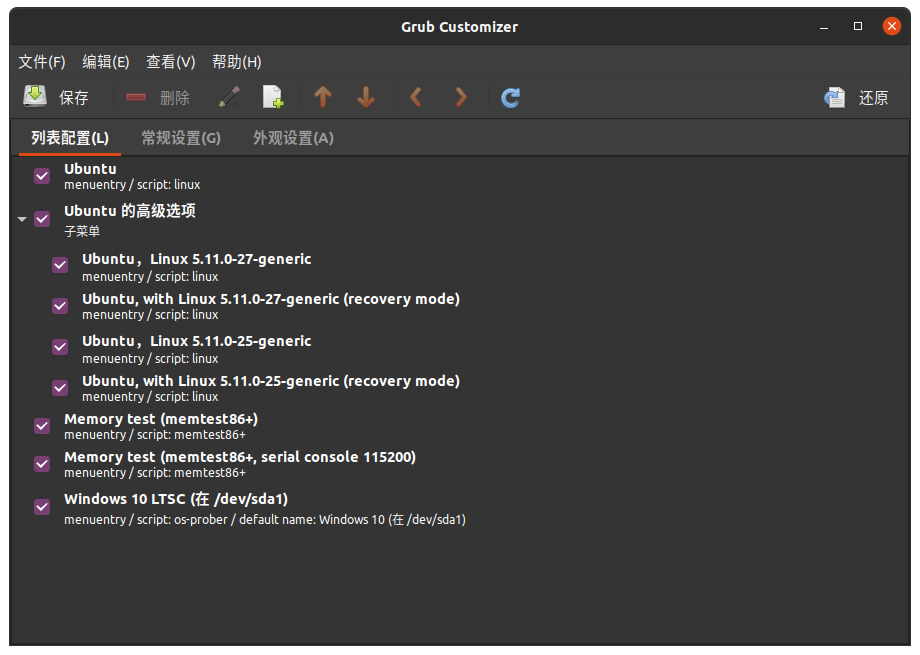 Grub Customizer
文件(F) 编辑(E) 查看(V) 帮助(H)
保存 删除 还原
列表配置(L) 常规设置(G) 外观设置(A)
Ubuntu
menuentry / script: linux
Ubuntu 的高级选项
子菜单
Ubuntu，Linux 5.11.0-27-generic
menuentry / script: linux
Ubuntu, with Linux 5.11.0-27-generic (recovery mode)
menuentry / script: linux
Ubuntu，Linux 5.11.0-25-generic
menuentry / script: linux
Ubuntu, with Linux 5.11.0-25-generic (recovery mode)
menuentry / script: linux
Memory test (memtest86+)
menuentry / script: memtest86+
Memory test (memtest86+, serial console 115200)
menuentry / script: memtest86+
Windows 10 LTSC (在 /dev/sda1)
menuentry / script: os-prober / default name: Windows 10 (在 /dev/sda1)